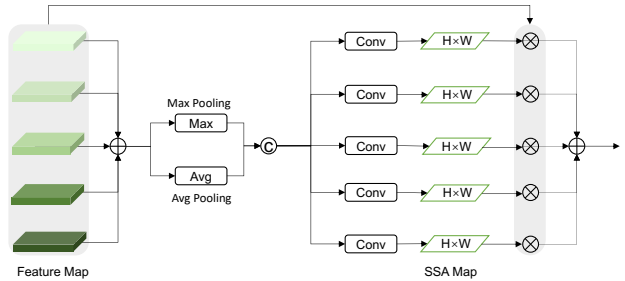 Conv H×W
Conv H×W
Max Pooling
Max
C
Conv H×W
Avg
Avg Pooling
Conv H×W
Conv H×W
Feature Map
SSA Map